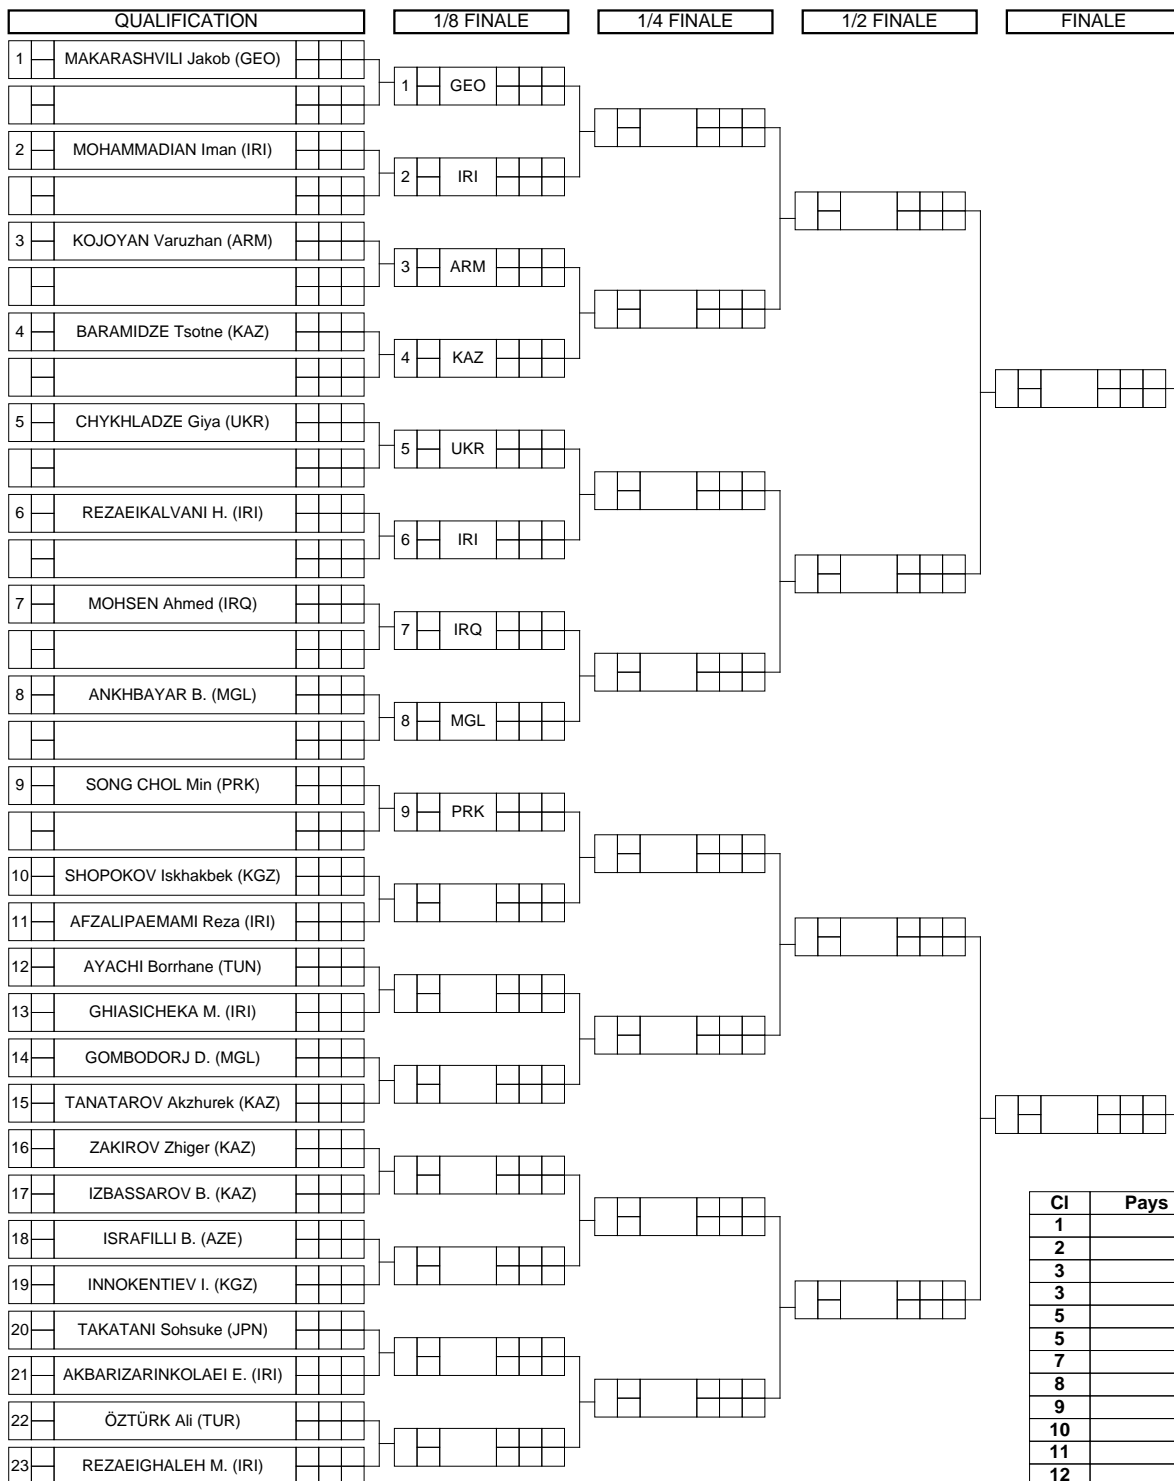 QUALIFICATION 1/8 FINALE 1/4 FINALE 1/2 FINALE FINALE
1 MAKARASHVILI Jakob (GEO)
1 GEO
2 MOHAMMADIAN Iman (IRI)
2 IRI
3 KOJOYAN Varuzhan (ARM)
3 ARM
4 BARAMIDZE Tsotne (KAZ)
4 KAZ
5 CHYKHLADZE Giya (UKR)
5 UKR
6 REZAEIKALVANI H. (IRI)
6 IRI
7 MOHSEN Ahmed (IRQ)
7 IRQ
8 ANKHBAYAR B. (MGL)
8 MGL
9 SONG CHOL Min (PRK)
9 PRK
10 SHOPOKOV Iskhakbek (KGZ)
11 AFZALIPAEMAMI Reza (IRI)
12 AYACHI Borrhane (TUN)
13 GHIASICHEKA M. (IRI)
14 GOMBODORJ D. (MGL)
15 TANATAROV Akzhurek (KAZ)
16 ZAKIROV Zhiger (KAZ)
17 IZBASSAROV B. (KAZ)
18 ISRAFILLI B. (AZE)
19 INNOKENTIEV I. (KGZ)
20 TAKATANI Sohsuke (JPN)
21 AKBARIZARINKOLAEI E. (IRI)
22 ÖZTÜRK Ali (TUR)
23 REZAEIGHALEH M. (IRI)
Cl Pays
1
2
3
3
5
5
7
8
9
10
11
12